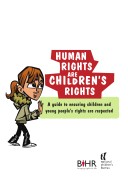 HUMAN
RIGHTS
ARE
CHILDREN'S
RIGHTS
A guide to ensuring children and
young people's rights are respected
BIHR